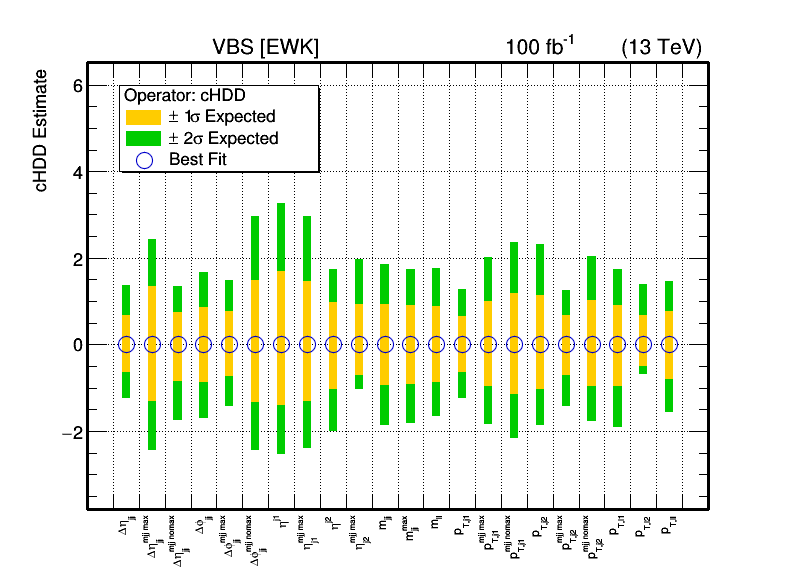 VBS [EWK] 100 fb⁻¹ (13 TeV)
cHDD Estimate
Operator: cHDD
± 1σ Expected
± 2σ Expected
Best Fit
6
4
2
0
−2
Δη_jj
Δη_jj^mjj max
Δη_jj^mjj nomax
Δφ_jj
Δφ_jj^mjj max
Δφ_jj^mjj nomax
η^j1
η_j1^mjj max
η^j2
η_j2^mjj max
m_jj
m_jj^max
m_ll
p_T,j1
p_T,j1^mjj max
p_T,j1^mjj nomax
p_T,j2
p_T,j2^mjj max
p_T,j2^mjj nomax
p_T,l1
p_T,l2
p_T,ll